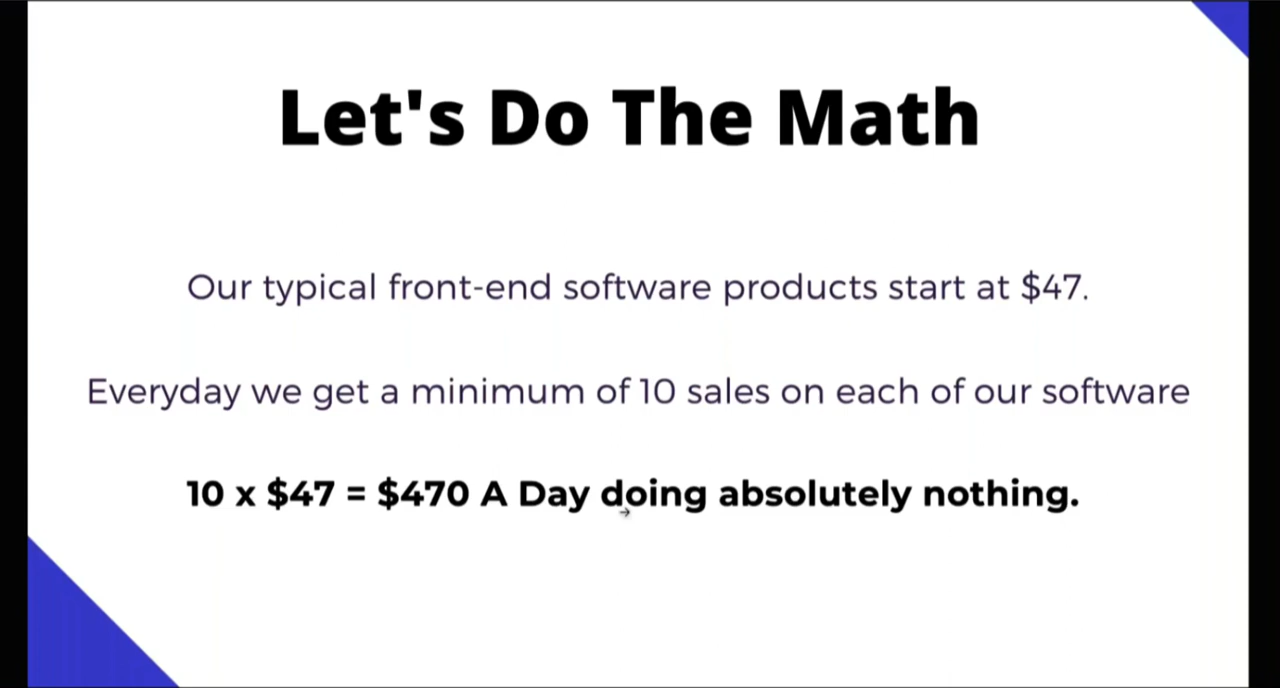 Let's Do The Math
Our typical front-end software products start at $47.
Everyday we get a minimum of 10 sales on each of our software
10 x $47 = $470 A Day doing absolutely nothing.